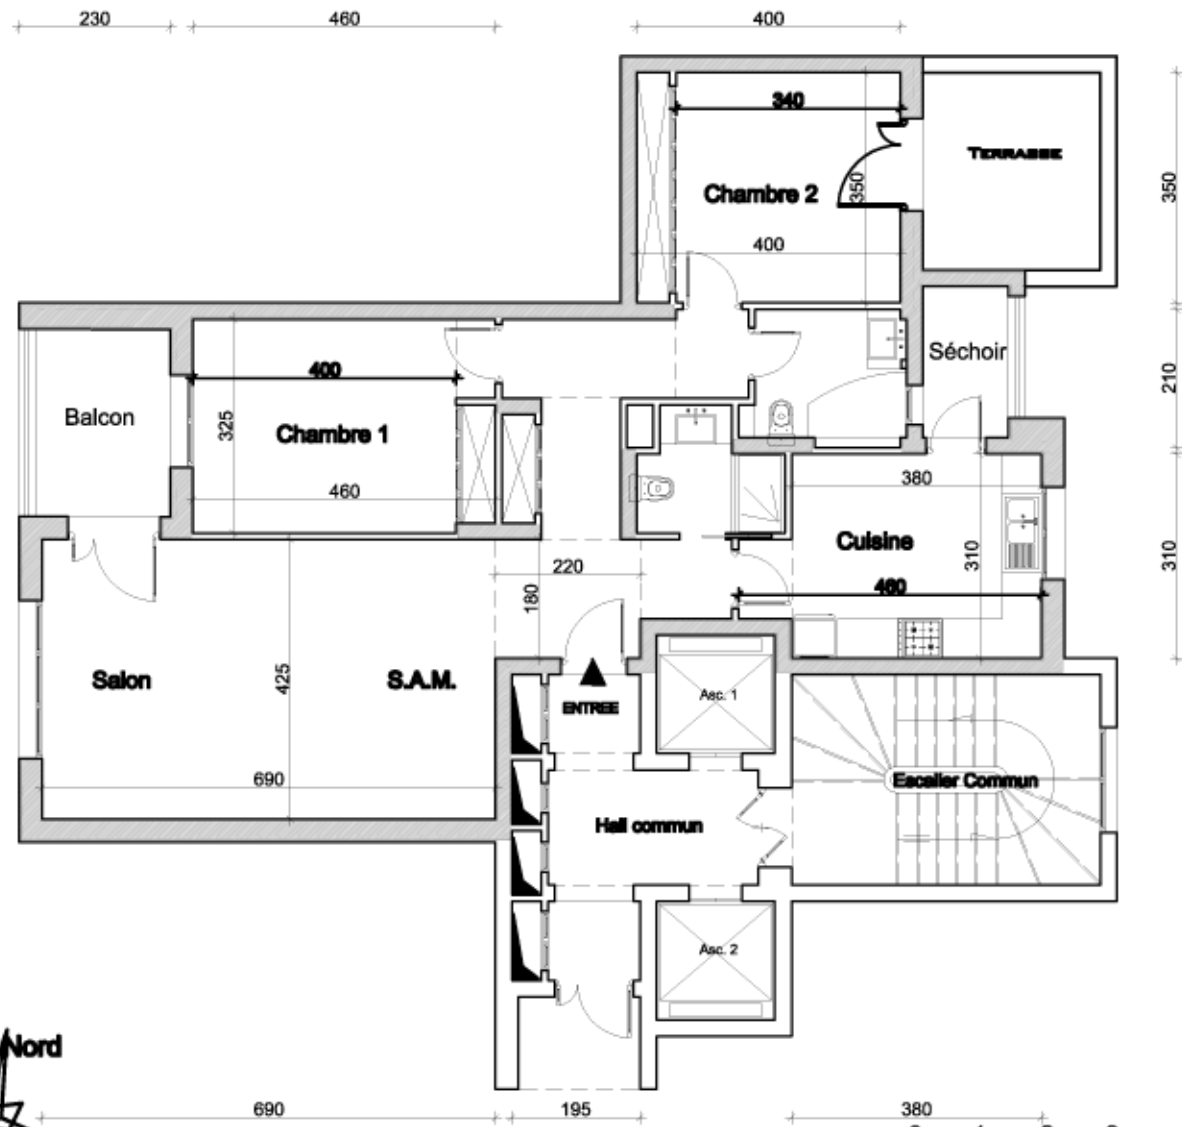 230
460
400
340
TERRASSE
350
350
Chambre 2
400
Séchoir
400
210
Balcon
325
Chambre 1
460
380
Cuisine
310
310
220
460
180
Salon
425
S.A.M.
ENTREE
Asc. 1
690
Escalier Commun
Hall commun
Asc. 2
Nord
690
195
380